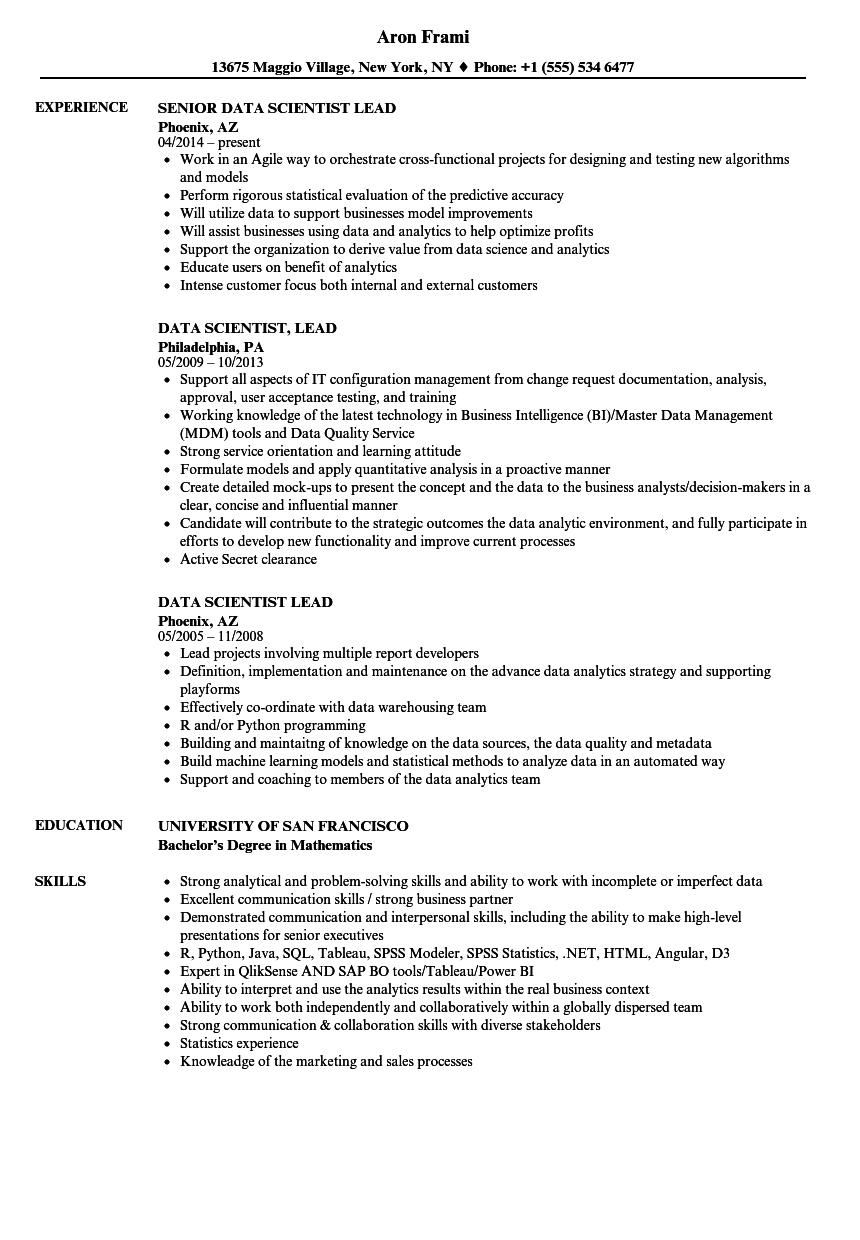 Aron Frami
13675 Maggio Village, New York, NY ♦ Phone: +1 (555) 534 6477
EXPERIENCE
SENIOR DATA SCIENTIST LEAD
Phoenix, AZ
04/2014 – present
• Work in an Agile way to orchestrate cross-functional projects for designing and testing new algorithms
and models
• Perform rigorous statistical evaluation of the predictive accuracy
• Will utilize data to support businesses model improvements
• Will assist businesses using data and analytics to help optimize profits
• Support the organization to derive value from data science and analytics
• Educate users on benefit of analytics
• Intense customer focus both internal and external customers
DATA SCIENTIST, LEAD
Philadelphia, PA
05/2009 – 10/2013
• Support all aspects of IT configuration management from change request documentation, analysis,
approval, user acceptance testing, and training
• Working knowledge of the latest technology in Business Intelligence (BI)/Master Data Management
(MDM) tools and Data Quality Service
• Strong service orientation and learning attitude
• Formulate models and apply quantitative analysis in a proactive manner
• Create detailed mock-ups to present the concept and the data to the business analysts/decision-makers in a
clear, concise and influential manner
• Candidate will contribute to the strategic outcomes the data analytic environment, and fully participate in
efforts to develop new functionality and improve current processes
• Active Secret clearance
DATA SCIENTIST LEAD
Phoenix, AZ
05/2005 – 11/2008
• Lead projects involving multiple report developers
• Definition, implementation and maintenance on the advance data analytics strategy and supporting
playforms
• Effectively co-ordinate with data warehousing team
• R and/or Python programming
• Building and maintaitng of knowledge on the data sources, the data quality and metadata
• Build machine learning models and statistical methods to analyze data in an automated way
• Support and coaching to members of the data analytics team
EDUCATION
UNIVERSITY OF SAN FRANCISCO
Bachelor's Degree in Mathematics
SKILLS
• Strong analytical and problem-solving skills and ability to work with incomplete or imperfect data
• Excellent communication skills / strong business partner
• Demonstrated communication and interpersonal skills, including the ability to make high-level
presentations for senior executives
• R, Python, Java, SQL, Tableau, SPSS Modeler, SPSS Statistics, .NET, HTML, Angular, D3
• Expert in QlikSense AND SAP BO tools/Tableau/Power BI
• Ability to interpret and use the analytics results within the real business context
• Ability to work both independently and collaboratively within a globally dispersed team
• Strong communication & collaboration skills with diverse stakeholders
• Statistics experience
• Knowleadge of the marketing and sales processes